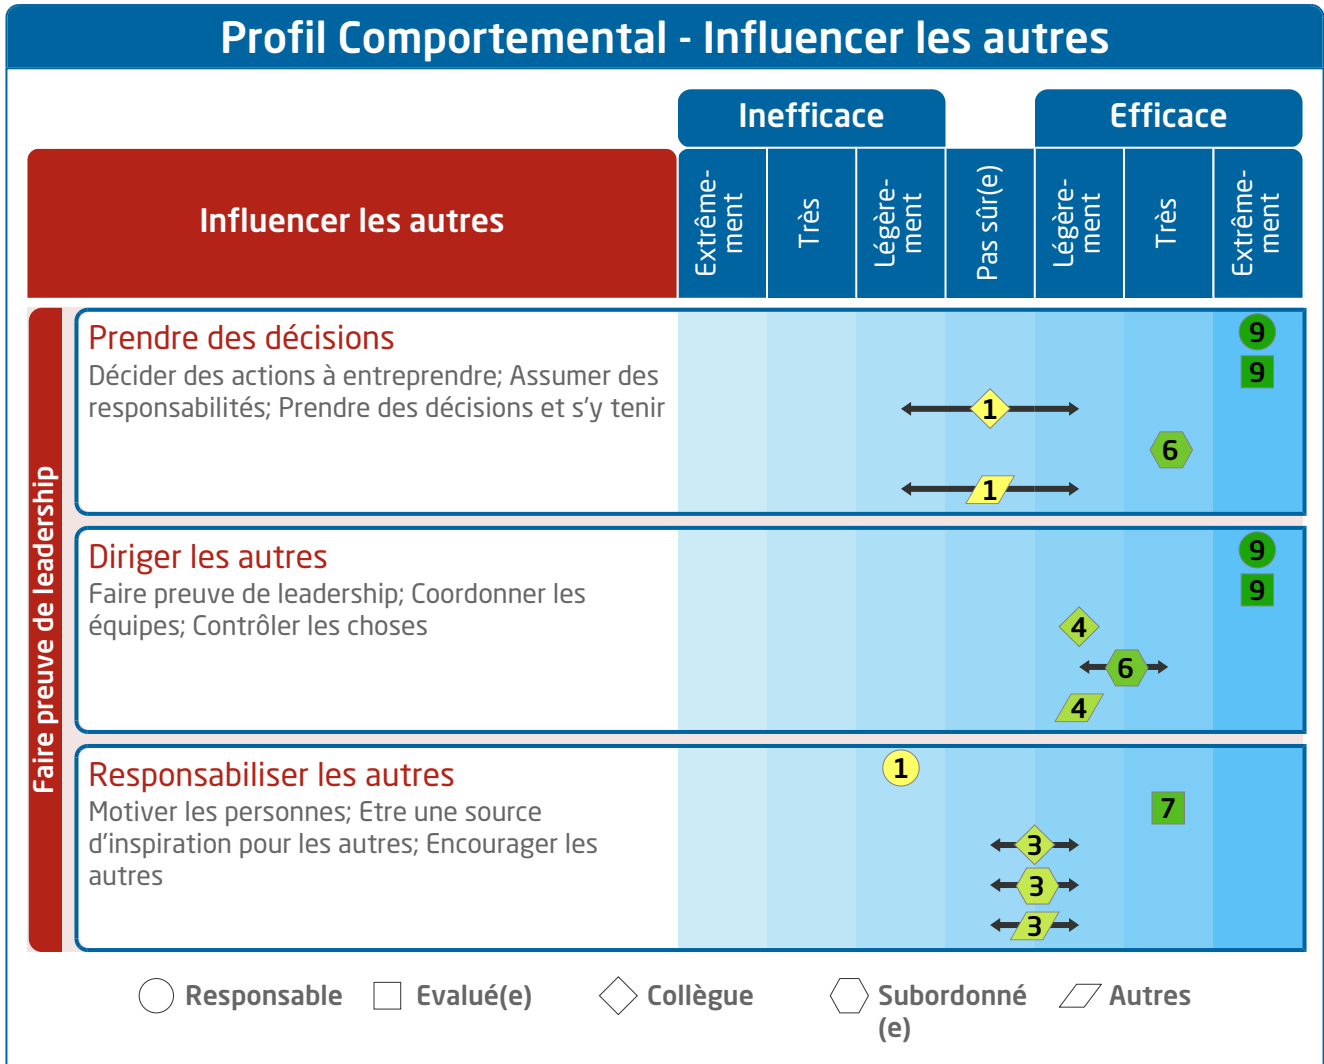 Profil Comportemental - Influencer les autres
Inefficace
Efficace
Influencer les autres
Extrême-
ment
Très
Légère-
ment
Pas sûr(e)
Légère-
ment
Très
Extrême-
ment
Faire preuve de leadership
Prendre des décisions
Décider des actions à entreprendre; Assumer des
responsabilités; Prendre des décisions et s'y tenir
9
9
1
6
1
Diriger les autres
Faire preuve de leadership; Coordonner les
équipes; Contrôler les choses
9
9
4
6
4
Responsabiliser les autres
Motiver les personnes; Etre une source
d'inspiration pour les autres; Encourager les
autres
1
7
3
3
3
Responsable
Evalué(e)
Collègue
Subordonné
(e)
Autres